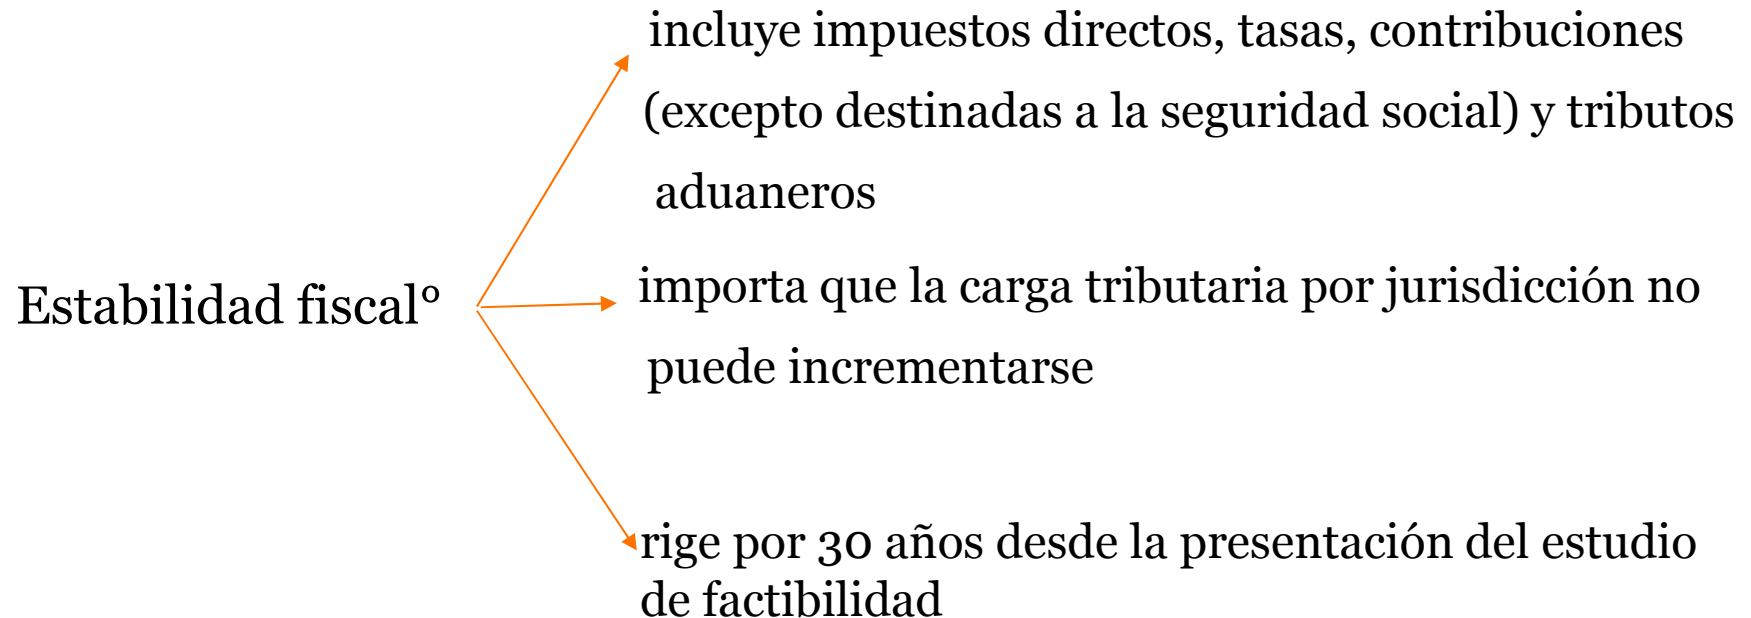 incluye impuestos directos, tasas, contribuciones
(excepto destinadas a la seguridad social) y tributos
aduaneros
Estabilidad fiscal°
importa que la carga tributaria por jurisdicción no
puede incrementarse
rige por 30 años desde la presentación del estudio
de factibilidad